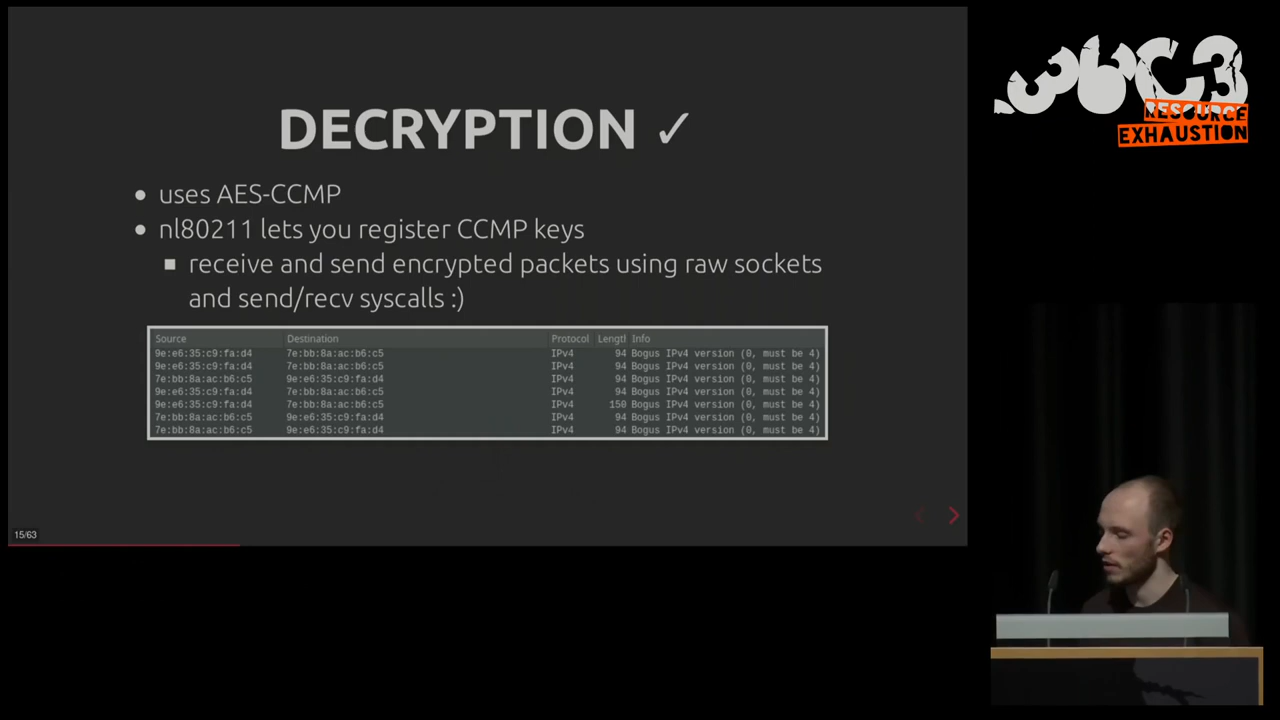 DECRYPTION ✓
● uses AES-CCMP
● nl80211 lets you register CCMP keys
■ receive and send encrypted packets using raw sockets
and send/recv syscalls :)
Source Destination Protocol Lengtl Info
9e:e6:35:c9:fa:d4 7e:bb:8a:ac:b6:c5 IPv4 94 Bogus IPv4 version (0, must be 4)
9e:e6:35:c9:fa:d4 7e:bb:8a:ac:b6:c5 IPv4 94 Bogus IPv4 version (0, must be 4)
7e:bb:8a:ac:b6:c5 9e:e6:35:c9:fa:d4 IPv4 94 Bogus IPv4 version (0, must be 4)
9e:e6:35:c9:fa:d4 7e:bb:8a:ac:b6:c5 IPv4 94 Bogus IPv4 version (0, must be 4)
9e:e6:35:c9:fa:d4 7e:bb:8a:ac:b6:c5 IPv4 150 Bogus IPv4 version (0, must be 4)
7e:bb:8a:ac:b6:c5 9e:e6:35:c9:fa:d4 IPv4 94 Bogus IPv4 version (0, must be 4)
7e:bb:8a:ac:b6:c5 9e:e6:35:c9:fa:d4 IPv4 94 Bogus IPv4 version (0, must be 4)
15/63
36C3
RESOURCE
EXHAUSTION